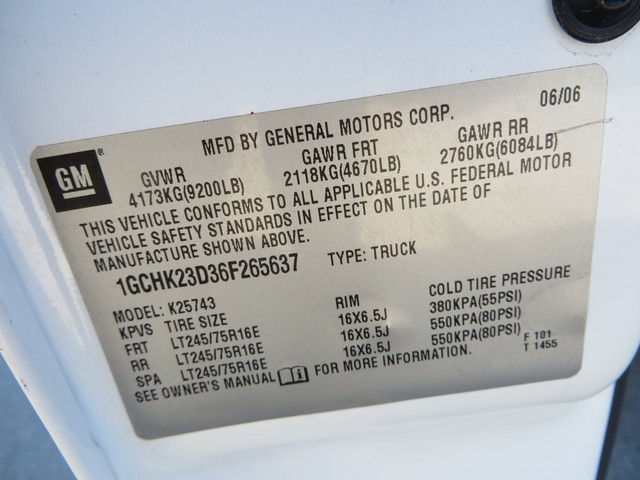 06/06
MFD BY GENERAL MOTORS CORP.
GM®
GVWR GAWR FRT GAWR RR
4173KG(9200LB) 2118KG(4670LB) 2760KG(6084LB)
THIS VEHICLE CONFORMS TO ALL APPLICABLE U.S. FEDERAL MOTOR
VEHICLE SAFETY STANDARDS IN EFFECT ON THE DATE OF
MANUFACTURE SHOWN ABOVE.
1GCHK23D36F265637 TYPE: TRUCK
MODEL: K25743
KPVS TIRE SIZE RIM COLD TIRE PRESSURE
FRT LT245/75R16E 16X6.5J 380KPA(55PSI)
RR LT245/75R16E 16X6.5J 550KPA(80PSI)
SPA LT245/75R16E 16X6.5J 550KPA(80PSI)
SEE OWNER'S MANUAL FOR MORE INFORMATION.
F 101
T 1455